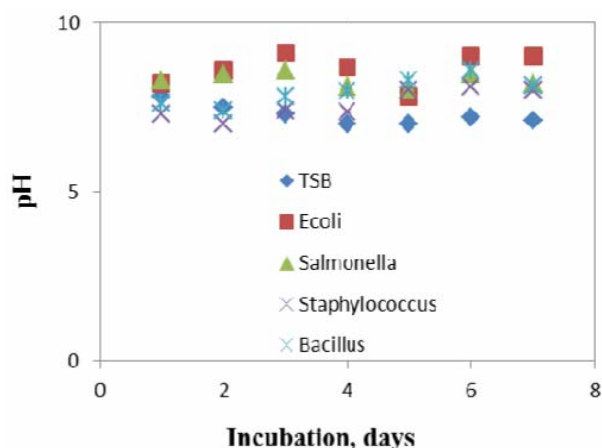 10
5
0
pH
TSB
Ecoli
Salmonella
Staphylococcus
Bacillus
0 2 4 6 8
Incubation, days